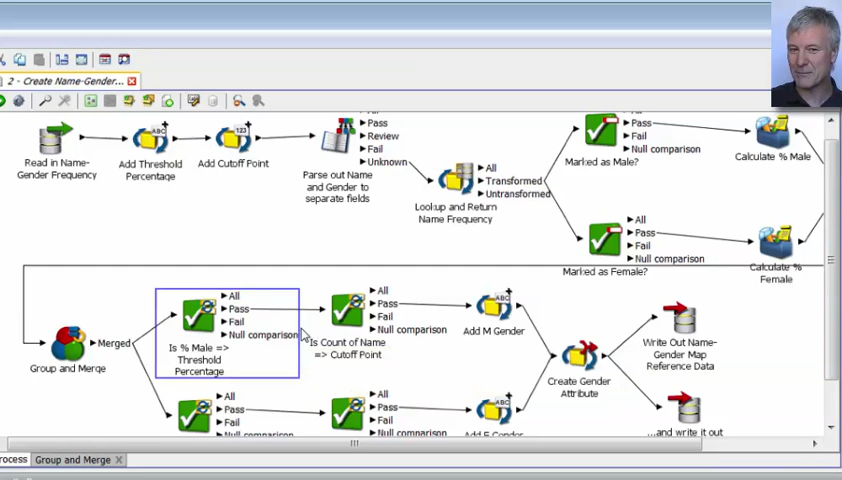 2 - Create Name-Gender...
Read in Name-
Gender Frequency
Add Threshold
Percentage
Add Cutoff Point
Pass
Review
Fail
Unknown
Parse out Name
and Gender to
separate fields
All
Transformed
Untransformed
Lookup and Return
Name Frequency
Pass
Fail
Null comparison
Marked as Male?
Calculate % Male
All
Pass
Fail
Null comparison
Marked as Female?
Calculate %
Female
Merged
Group and Merge
All
Pass
Fail
Null comparison
Is % Male =>
Threshold
Percentage
All
Pass
Fail
Null comparison
Is Count of Name
=> Cutoff Point
Add M Gender
Create Gender
Attribute
Write Out Name-
Gender Map
Reference Data
All
Pass
Fail
Null comparison
All
Pass
Fail
Null comparison
...and write it out
Group and Merge